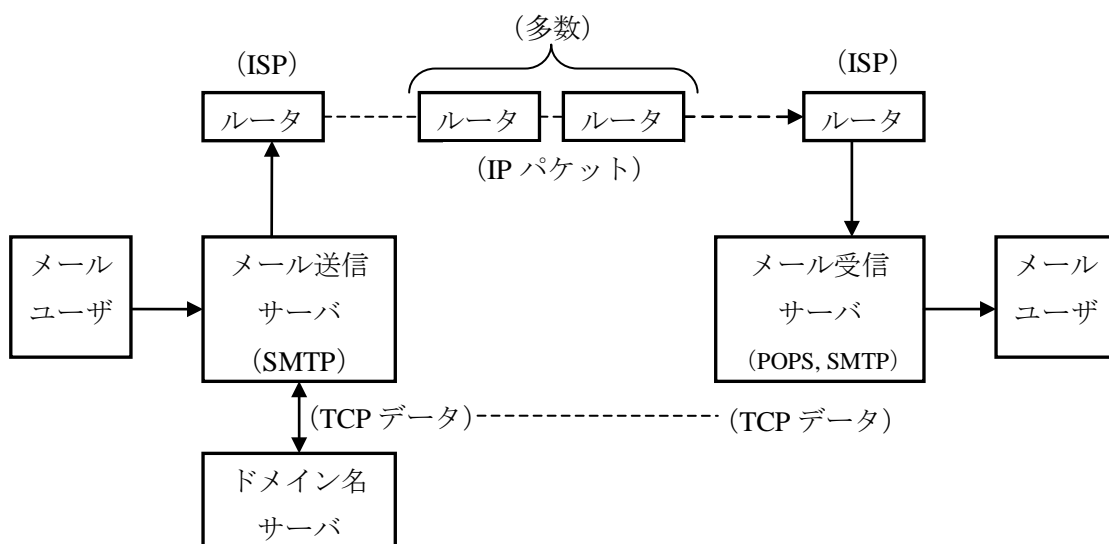 （多数）
（ISP）
（ISP）
ルータ
ルータ
ルータ
ルータ
（IP パケット）
メール
ユーザ
メール送信
サーバ
（SMTP）
メール受信
サーバ
（POPS, SMTP）
メール
ユーザ
（TCP データ）
（TCP データ）
ドメイン名
サーバ